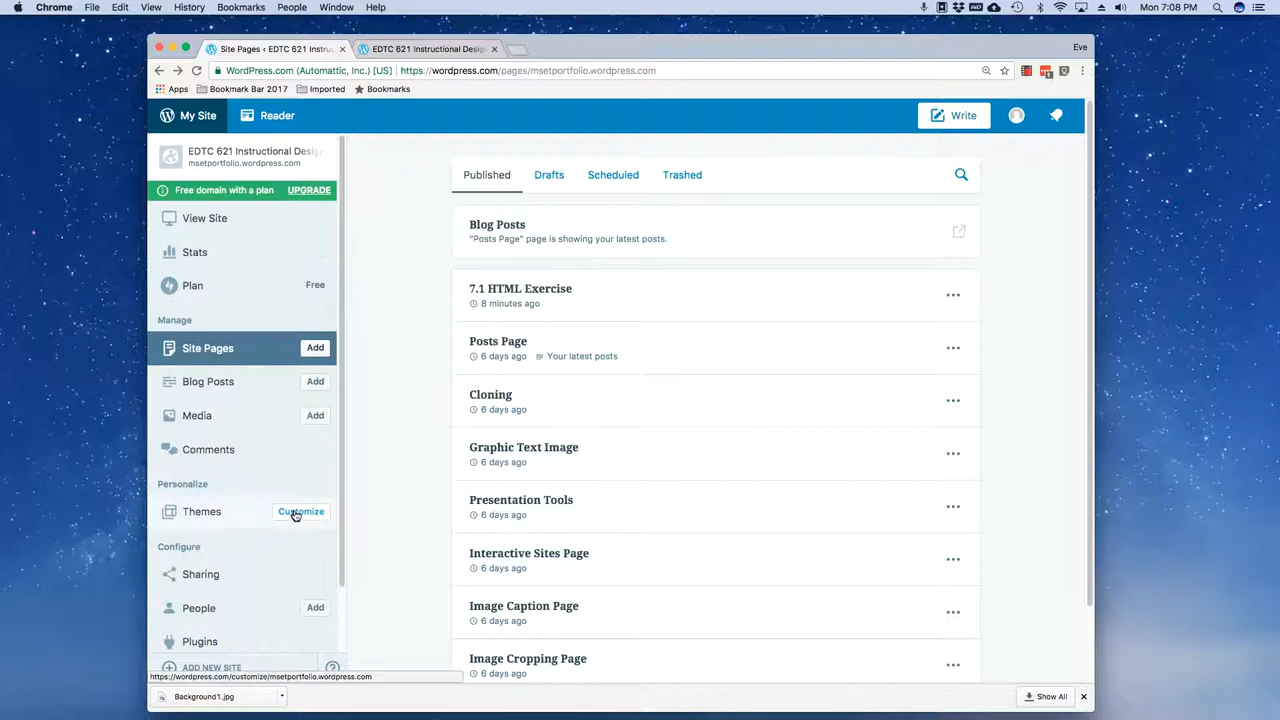 Chrome File Edit View History Bookmarks People Window Help
Mon 7:08 PM
Site Pages ‹ EDTC 621 Instruc
EDTC 621 Instructional Desig
Eve
WordPress.com (Automattic, Inc.) [US] https://wordpress.com/pages/msetportfolio.wordpress.com
Apps Bookmark Bar 2017 Imported Bookmarks
My Site Reader Write
EDTC 621 Instructional Desig
msetportfolio.wordpress.com
Free domain with a plan UPGRADE
View Site
Stats
Plan Free
Manage
Site Pages Add
Blog Posts Add
Media Add
Comments
Personalize
Themes Customize
Configure
Sharing
People Add
Plugins
ADD NEW SITE
Published Drafts Scheduled Trashed
Blog Posts
"Posts Page" page is showing your latest posts.
7.1 HTML Exercise
8 minutes ago
Posts Page
6 days ago Your latest posts
Cloning
6 days ago
Graphic Text Image
6 days ago
Presentation Tools
6 days ago
Interactive Sites Page
6 days ago
Image Caption Page
6 days ago
Image Cropping Page
6 days ago
https://wordpress.com/customize/msetportfolio.wordpress.com
Background1.jpg
Show All